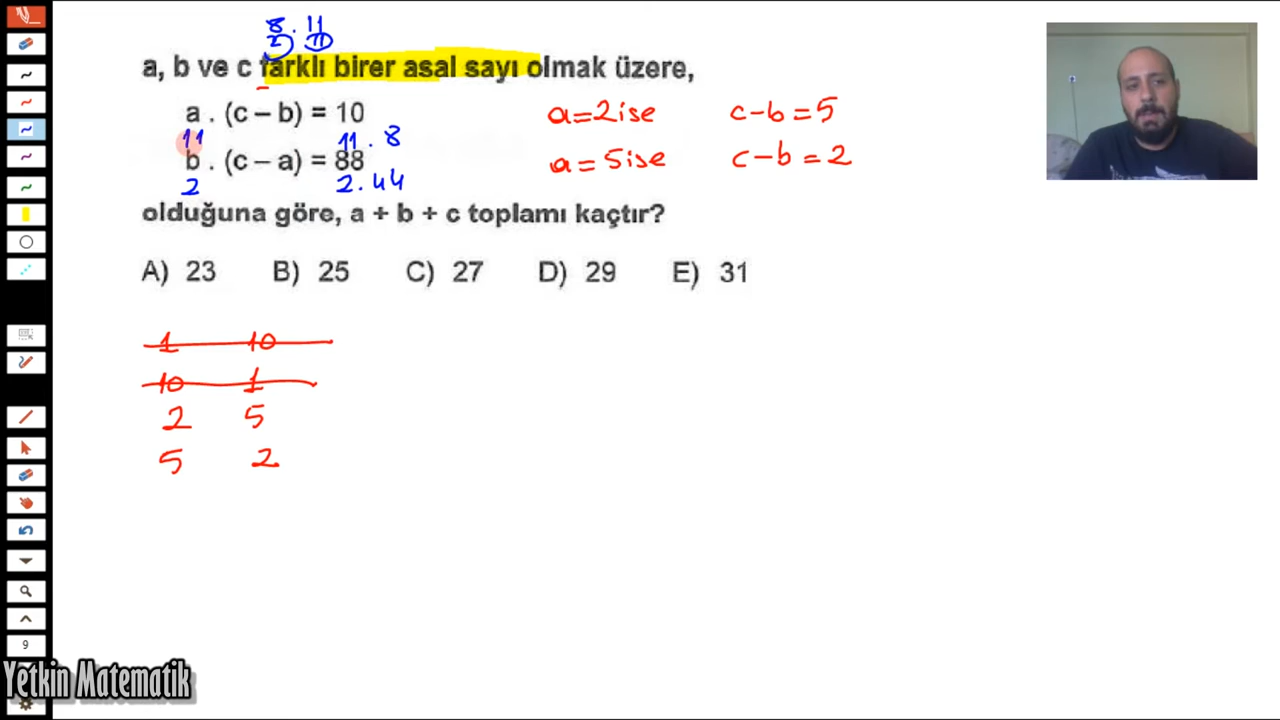 8 . 11
2 11
a, b ve c farklı birer asal sayı olmak üzere,
a . (c – b) = 10
a=2ise c-b=5
11 11 . 8
b . (c – a) = 88
a=5ise c-b=2
2 2.44
olduğuna göre, a + b + c toplamı kaçtır?
A) 23 B) 25 C) 27 D) 29 E) 31
1 10
10 1
2 5
5 2
9
Yetkin Matematik